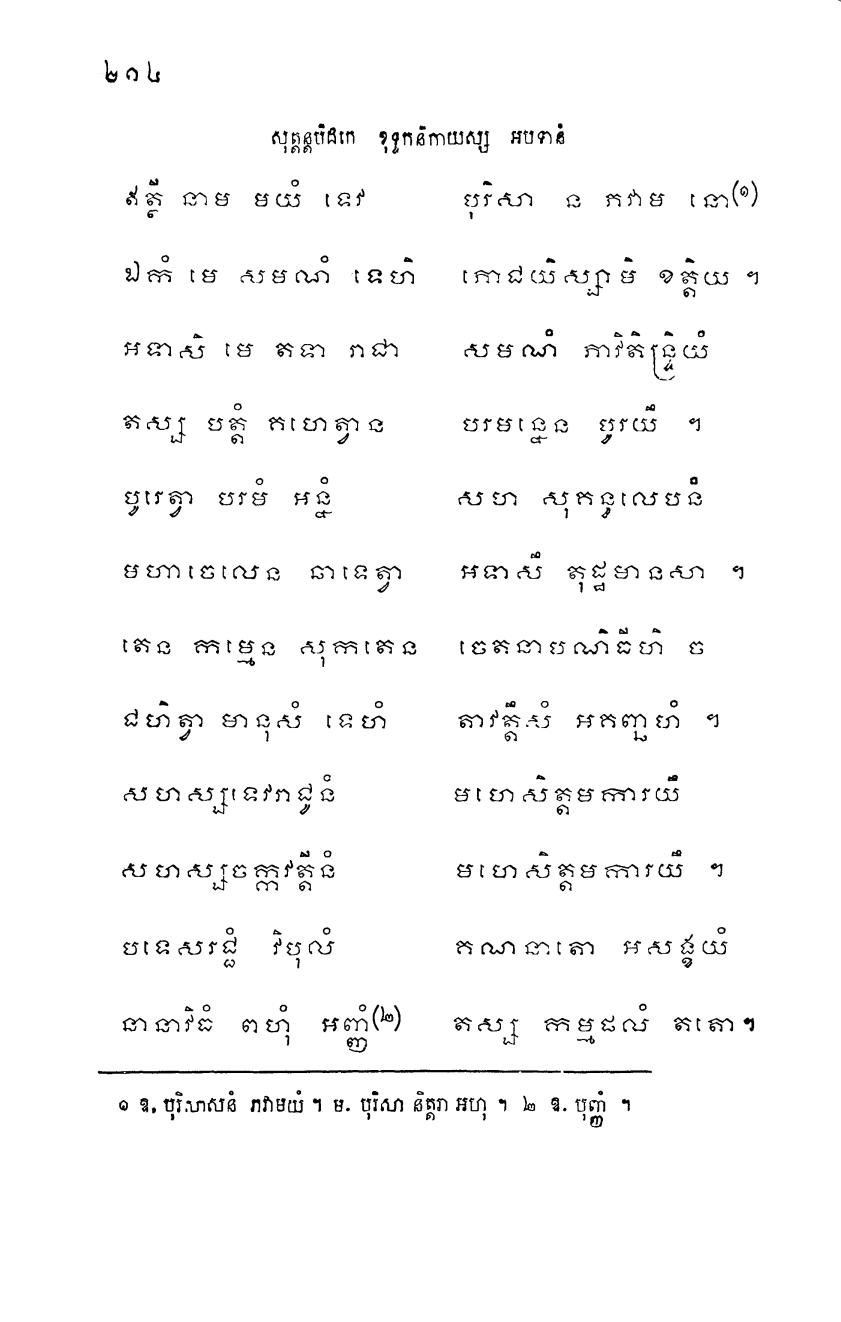 ២១៤
សុត្តន្តបិដកេ ខុទ្ទកនិកាយស្ស អបទានំ
ឥត្ថី នាម មយំ ទេវ បុរិសា ន ភវាម នោ(១)
ឯកំ មេ សមណំ ទេហិ ភោជយិស្សាមិ ខត្តិយ ។
អទាសិ មេ តទា រាជា សមណំ ភាវិតិន្ទ្រិយំ
តស្ស បត្តំ គហេត្វាន បរមន្នេន បូរយឹ ។
បូរេត្វា បរមំ អន្នំ សហ សុគន្ធលេបនំ
មហាចេលេន ឆាទេត្វា អទាសឹ តុដ្ឋមានសា ។
តេន កម្មេន សុកតេន ចេតនាបណិធីហិ ច
ជហិត្វា មានុសំ ទេហំ តាវត្តឹសំ អគញ្ឆហំ ។
សហស្សទេវរាជូនំ មហេសិត្តមការយឹ
សហស្សចក្កវត្តីនំ មហេសិត្តមការយឹ ។
បទេសរជ្ជំ វិបុលំ គណនាតោ អសង្ខយំ
នានាវិធំ ពហុំ អញ្ញំ(២) តស្ស កម្មផលំ តតោ។
១ ឱ. បុរិសាសនំ ភវាមយំ ។ ម. បុរិសា និត្តរា អហុ ។ ២ ឱ. បុញ្ញំ ។